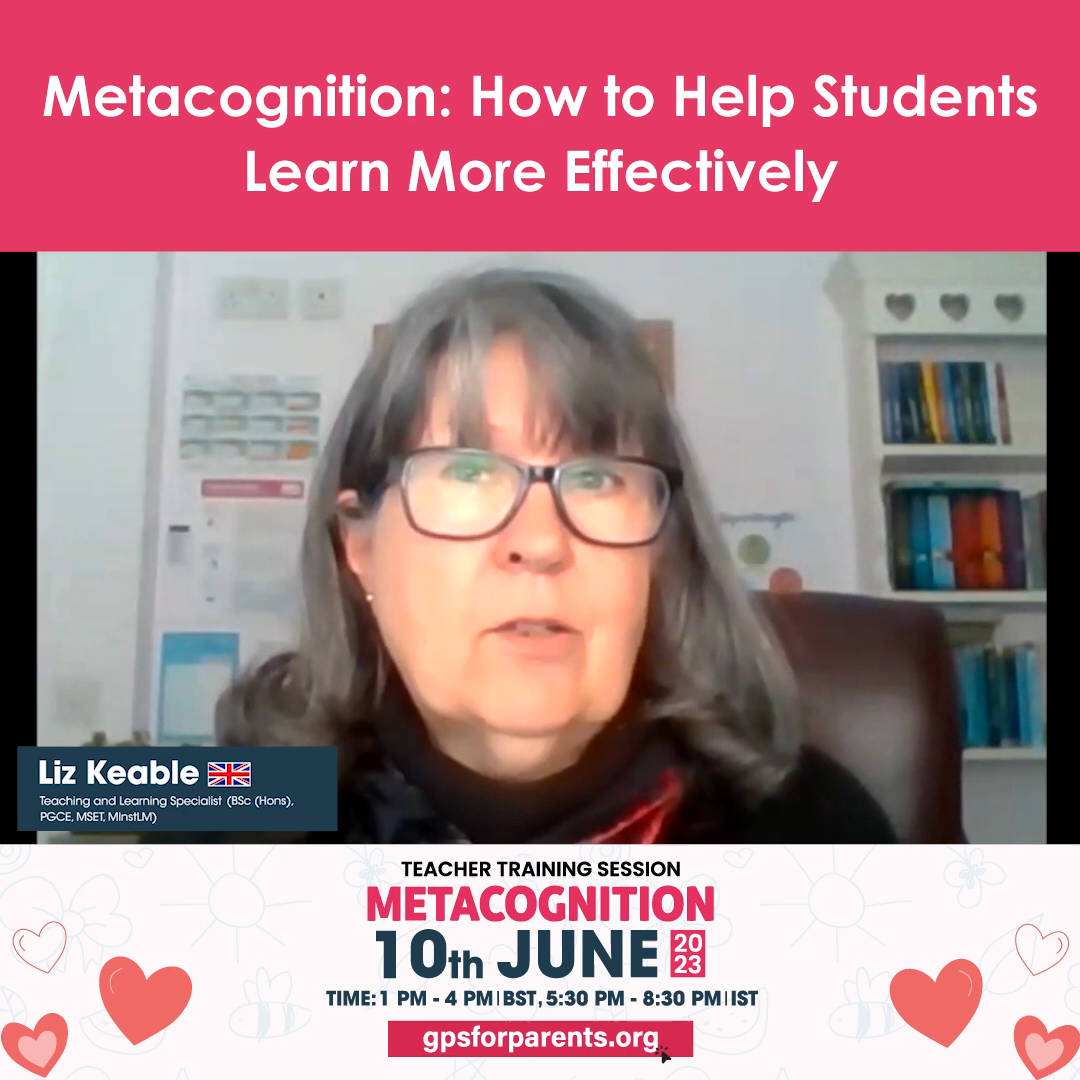 Metacognition: How to Help Students
Learn More Effectively
Liz Keable
Teaching and Learning Specialist (BSc (Hons),
PGCE, MSET, MInstLM)
TEACHER TRAINING SESSION
METACOGNITION
10th JUNE 20
23
TIME: 1 PM - 4 PM|BST, 5:30 PM - 8:30 PM|IST
gpsforparents.org